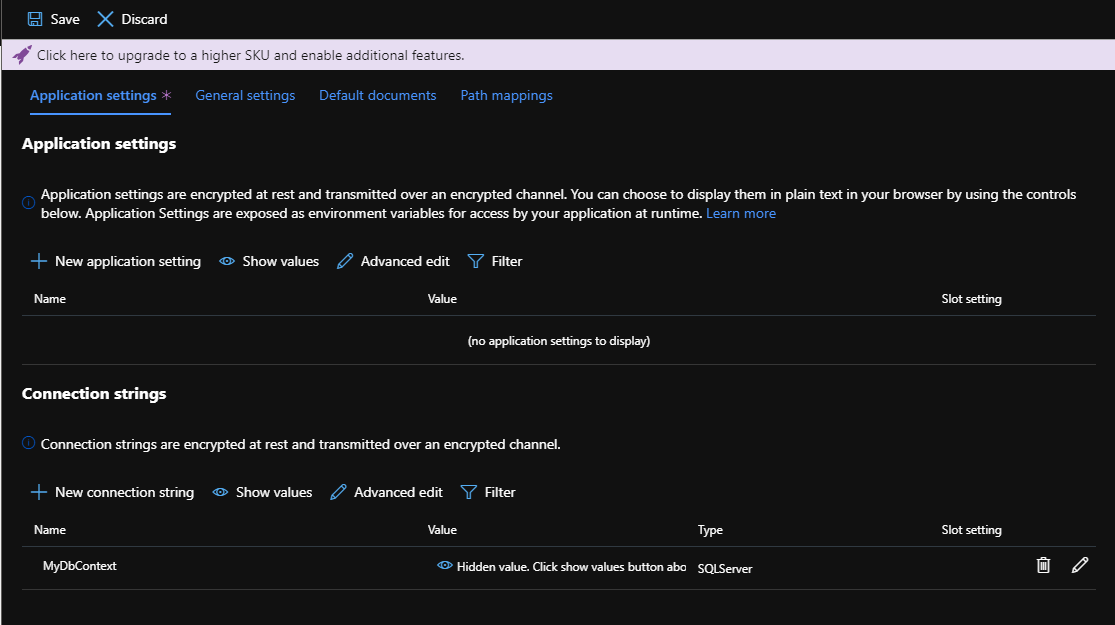 Save Discard
Click here to upgrade to a higher SKU and enable additional features.
Application settings * General settings Default documents Path mappings
Application settings
Application settings are encrypted at rest and transmitted over an encrypted channel. You can choose to display them in plain text in your browser by using the controls
below. Application Settings are exposed as environment variables for access by your application at runtime. Learn more
New application setting Show values Advanced edit Filter
Name Value Slot setting
(no application settings to display)
Connection strings
Connection strings are encrypted at rest and transmitted over an encrypted channel.
New connection string Show values Advanced edit Filter
Name Value Type Slot setting
MyDbContext Hidden value. Click show values button abo SQLServer